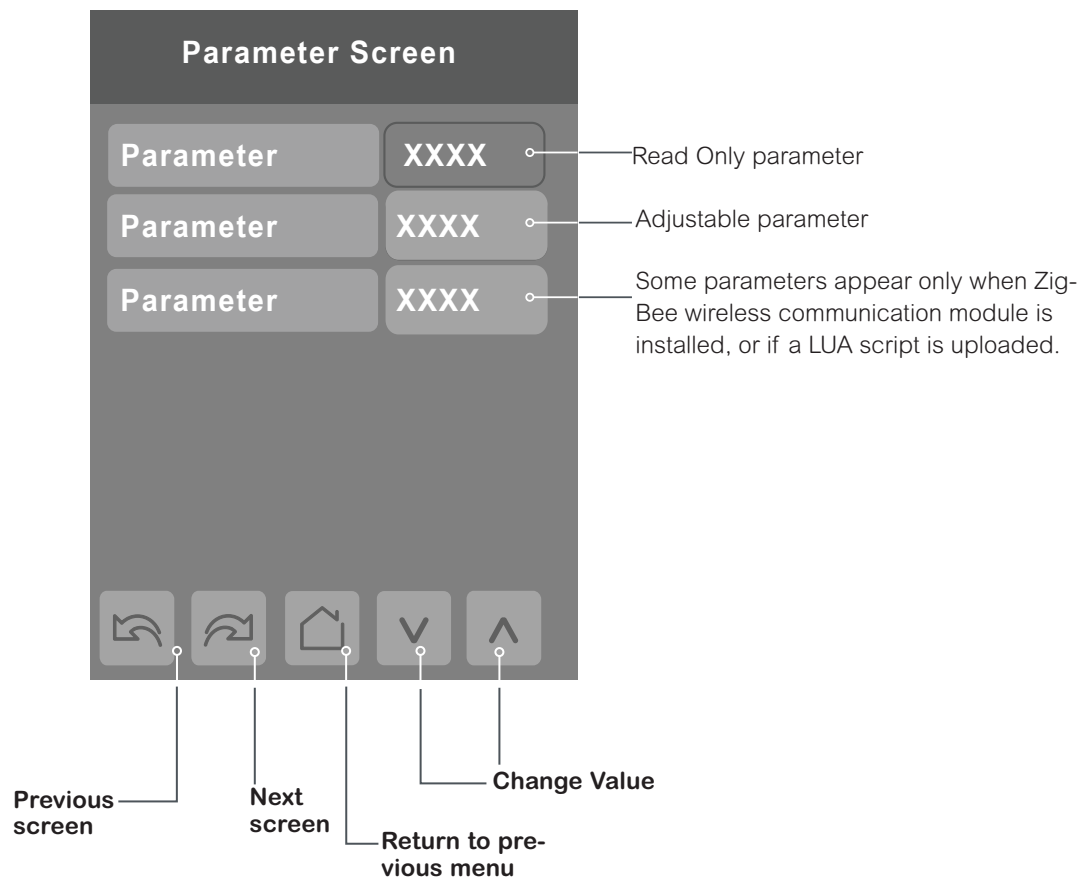 Parameter Screen
Parameter XXXX
Read Only parameter
Parameter XXXX
Adjustable parameter
Parameter XXXX
Some parameters appear only when Zig-
Bee wireless communication module is
installed, or if a LUA script is uploaded.
Previous
screen
Next
screen
Return to pre-
vious menu
Change Value